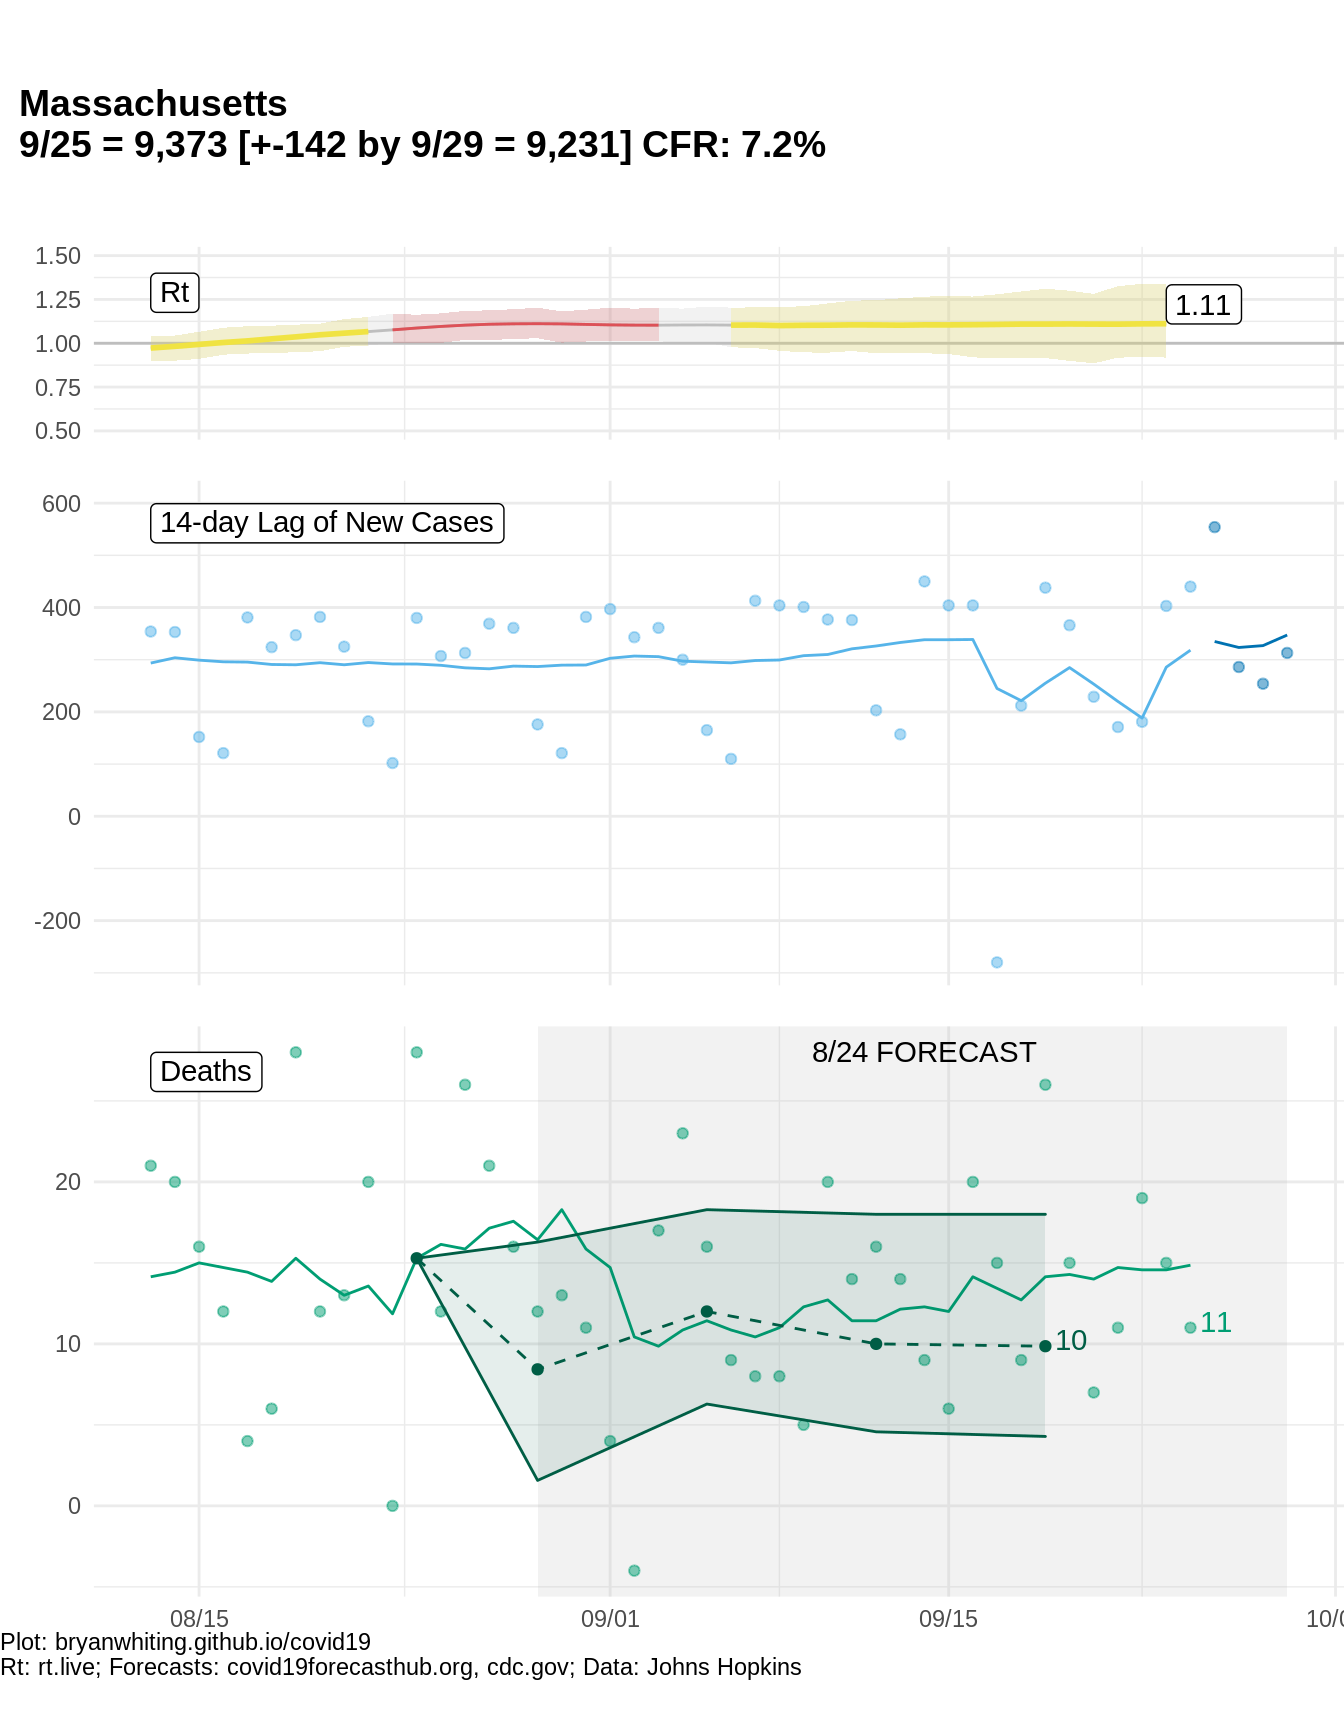 Massachusetts
9/25 = 9,373 [+-142 by 9/29 = 9,231] CFR: 7.2%
1.50
Rt
1.25
1.11
1.00
0.75
0.50
600
14-day Lag of New Cases
400
200
0
-200
8/24 FORECAST
Deaths
20
11
10
10
0
08/15 09/01 09/15
Plot: bryanwhiting.github.io/covid19
Rt: rt.live; Forecasts: covid19forecasthub.org, cdc.gov; Data: Johns Hopkins